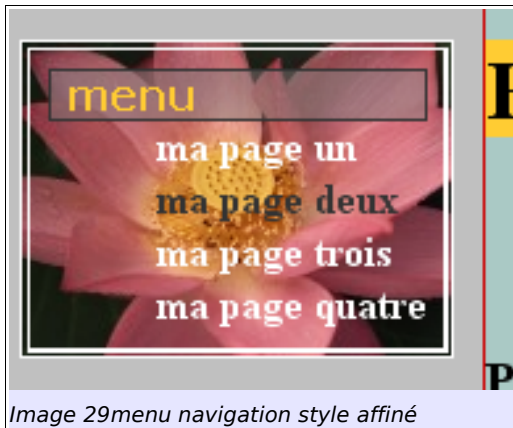 menu
ma page un
ma page deux
ma page trois
ma page quatre
P
Image 29menu navigation style affiné